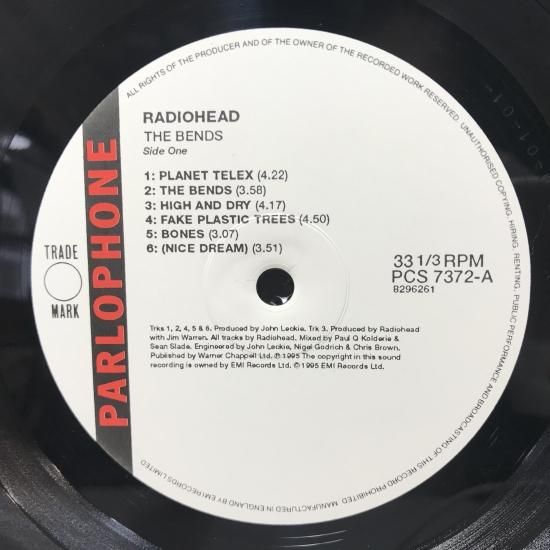 ALL RIGHTS OF THE PRODUCER AND OF THE OWNER OF THE RECORDED WORK RESERVED. UNAUTHORISED COPYING, HIRING, RENTING, PUBLIC PERFORMANCE AND BROADCASTING OF THIS RECORD PROHIBITED. MANUFACTURED IN ENGLAND BY EMI RECORDS LIMITED
RADIOHEAD
THE BENDS
Side One
1: PLANET TELEX (4.22)
2: THE BENDS (3.58)
3: HIGH AND DRY (4.17)
4: FAKE PLASTIC TREES (4.50)
5: BONES (3.07)
6: (NICE DREAM) (3.51)
PARLOPHONE
TRADE
MARK
33 1/3 RPM
PCS 7372-A
8296261
Trks 1, 2, 4, 5 & 6. Produced by John Leckie. Trk 3. Produced by Radiohead
with Jim Warren. All tracks by Radiohead. Mixed by Paul Q Kolderie &
Sean Slade. Engineered by John Leckie, Nigel Godrich & Chris Brown.
Published by Warner Chappell Ltd. ℗ 1995 The copyright in this sound
recording is owned by EMI Records Ltd. © 1995 EMI Records Ltd.